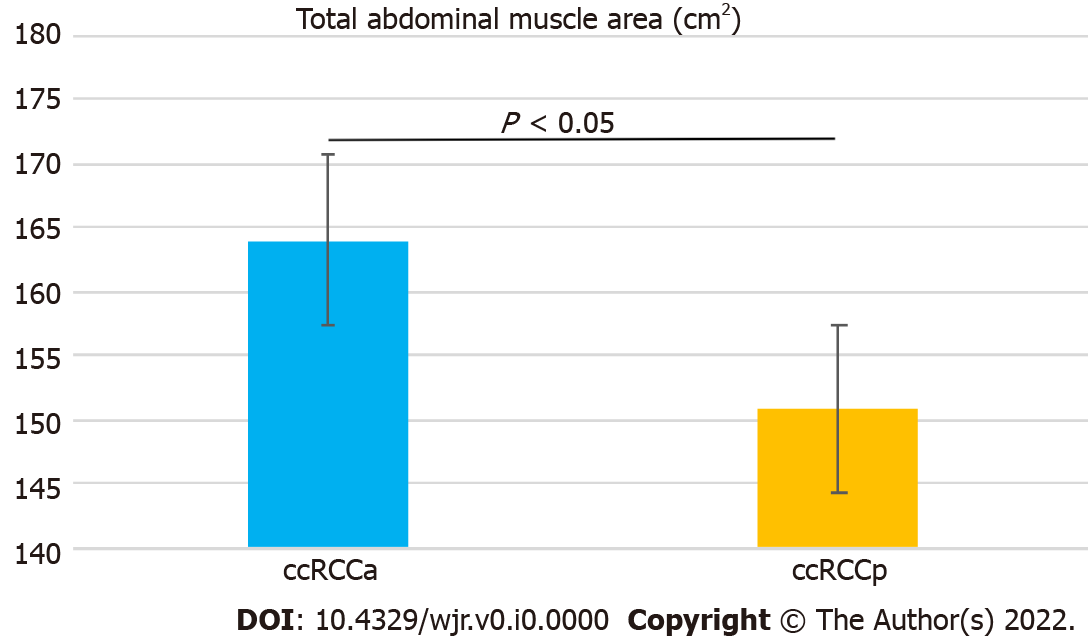 Total abdominal muscle area (cm²)
180
175
P < 0.05
170
165
160
155
150
145
140
ccRCCa ccRCCp
DOI: 10.4329/wjr.v0.i0.0000 Copyright © The Author(s) 2022.